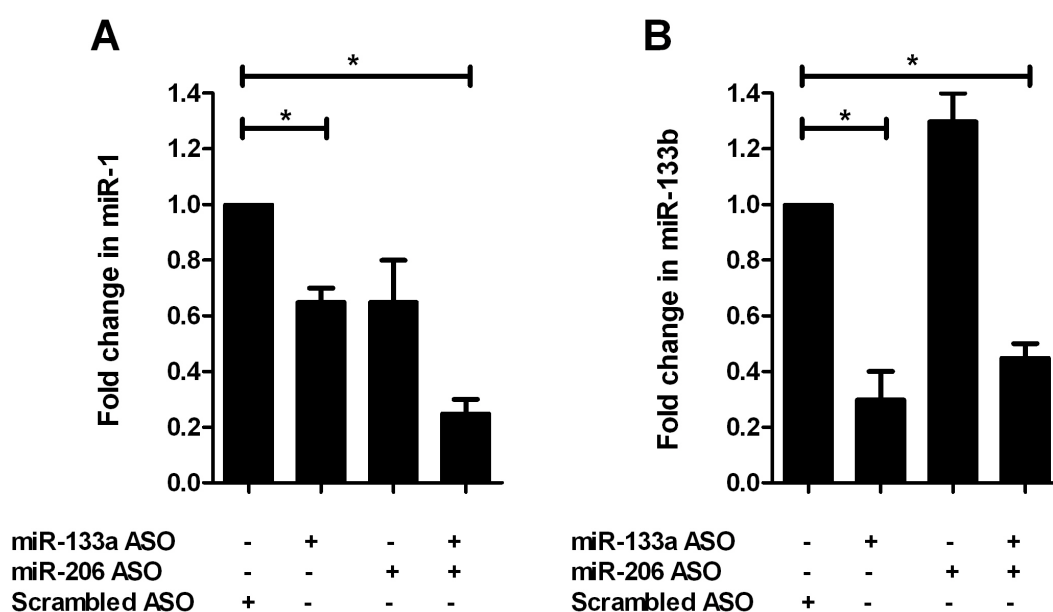 A
*
*
1.4
1.2
1.0
0.8
0.6
0.4
0.2
0.0
Fold change in miR-1
miR-133a ASO - + - +
miR-206 ASO - - + +
Scrambled ASO + - - -
B
*
*
1.4
1.2
1.0
0.8
0.6
0.4
0.2
0.0
Fold change in miR-133b
miR-133a ASO - + - +
miR-206 ASO - - + +
Scrambled ASO + - - -